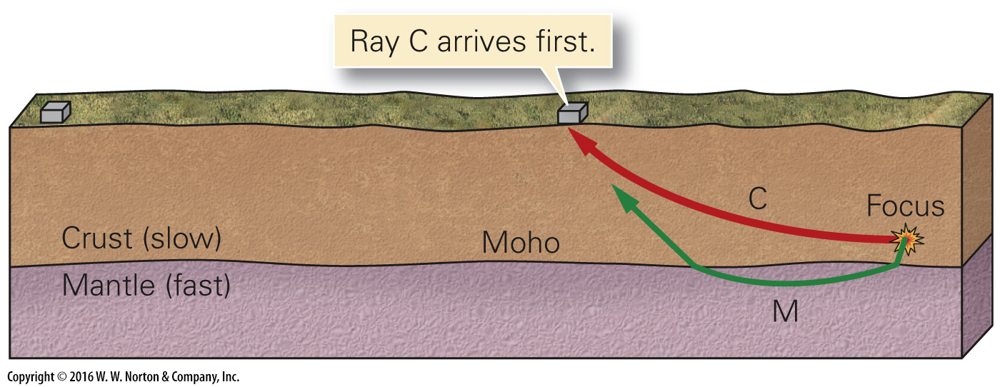 Ray C arrives first.
C
Focus
Crust (slow)
Moho
Mantle (fast)
M
Copyright © 2016 W. W. Norton & Company, Inc.